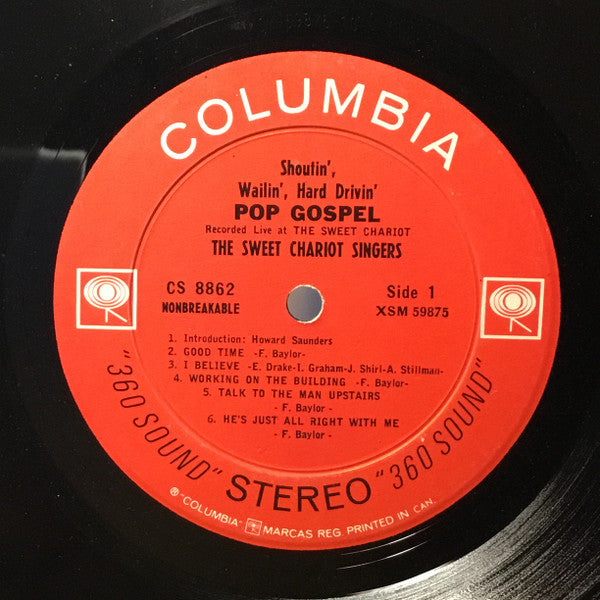 COLUMBIA
Shoutin',
Wailin', Hard Drivin'
POP GOSPEL
Recorded Live at THE SWEET CHARIOT
THE SWEET CHARIOT SINGERS
CS 8862
NONBREAKABLE
Side 1
XSM 59875
1. Introduction: Howard Saunders
2. GOOD TIME -F. Baylor-
3. I BELIEVE -E. Drake-I. Graham-J. Shirl-A. Stillman-
4. WORKING ON THE BUILDING -F. Baylor-
5. TALK TO THE MAN UPSTAIRS
- F. Baylor -
6. HE'S JUST ALL RIGHT WITH ME
- F. Baylor -
"360 SOUND" STEREO "360 SOUND"
® "COLUMBIA" MARCAS REG. PRINTED IN CAN.